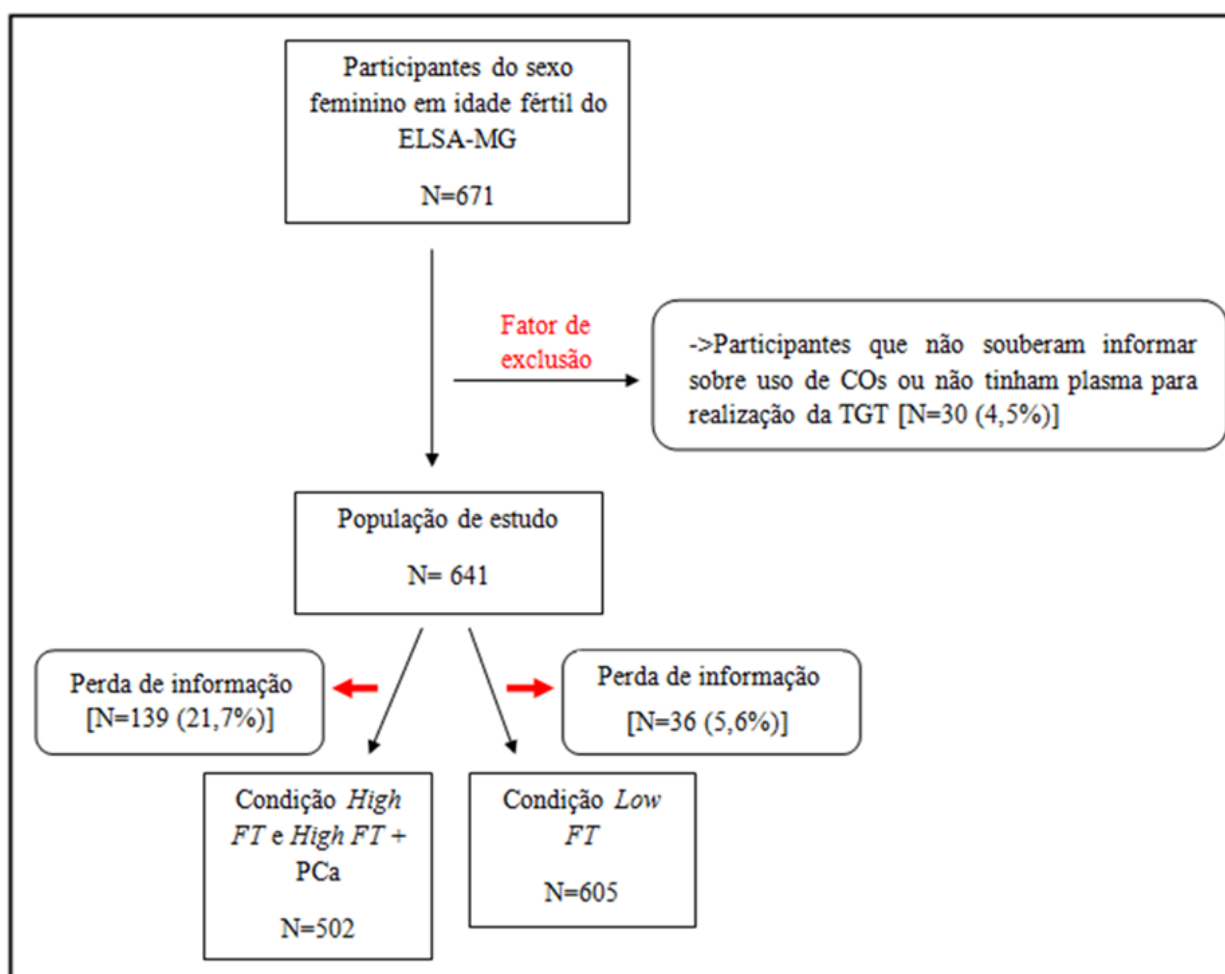 Participantes do sexo
feminino em idade fértil do
ELSA-MG
N=671
Fator de
exclusão
->Participantes que não souberam informar
sobre uso de COs ou não tinham plasma para
realização da TGT [N=30 (4,5%)]
População de estudo
N= 641
Perda de informação
[N=139 (21,7%)]
Perda de informação
[N=36 (5,6%)]
Condição High
FT e High FT +
PCa
N=502
Condição Low
FT
N=605